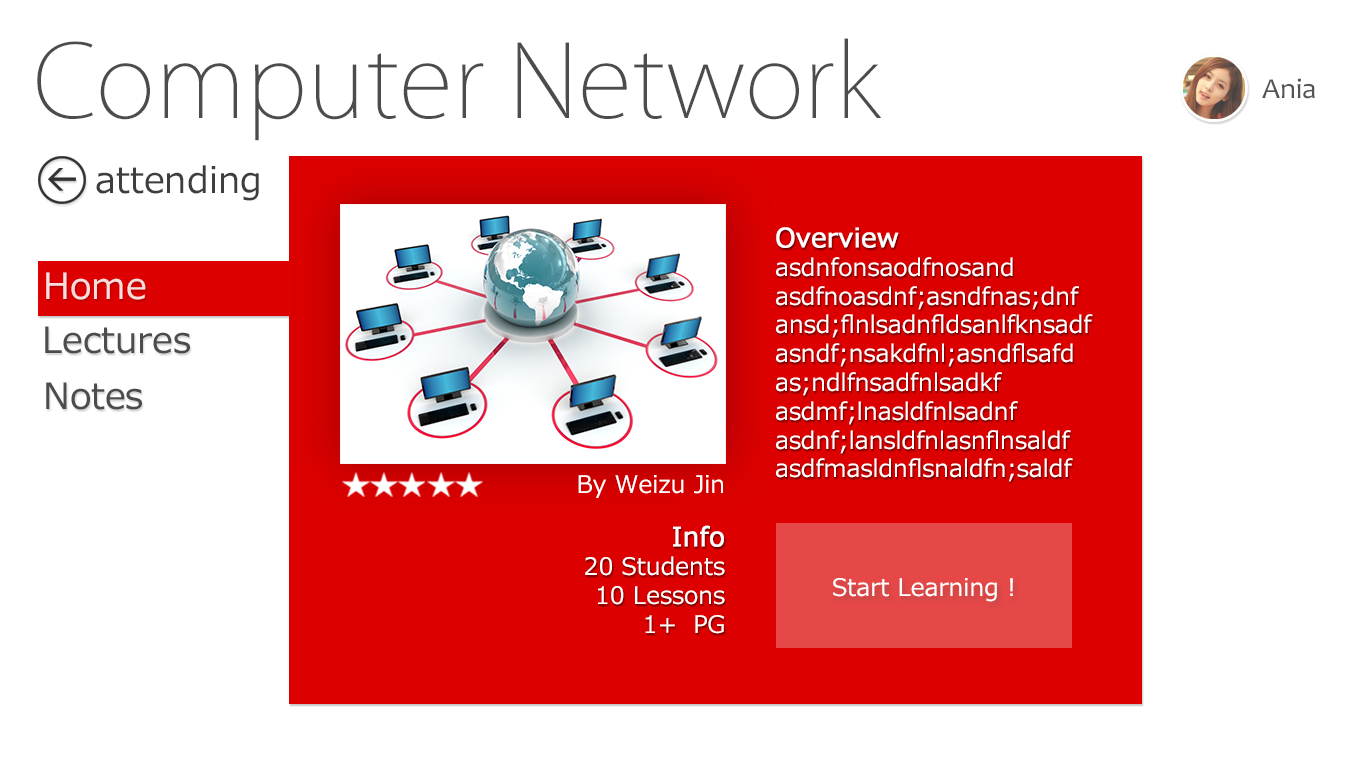 Computer Network
Ania
attending
Home
Lectures
Notes
By Weizu Jin
Info
20 Students
10 Lessons
1+  PG
Overview
asdnfonsaodfnosand
asdfnoasdnf;asndfnas;dnf
ansd;flnlsadnfldsanlfknsadf
asndf;nsakdfnl;asndflsafd
as;ndlfnsadfnlsadkf
asdmf;lnasldfnlsadnf
asdnf;lansldfnlasnflnsaldf
asdfmasldnflsnaldfn;saldf
Start Learning !